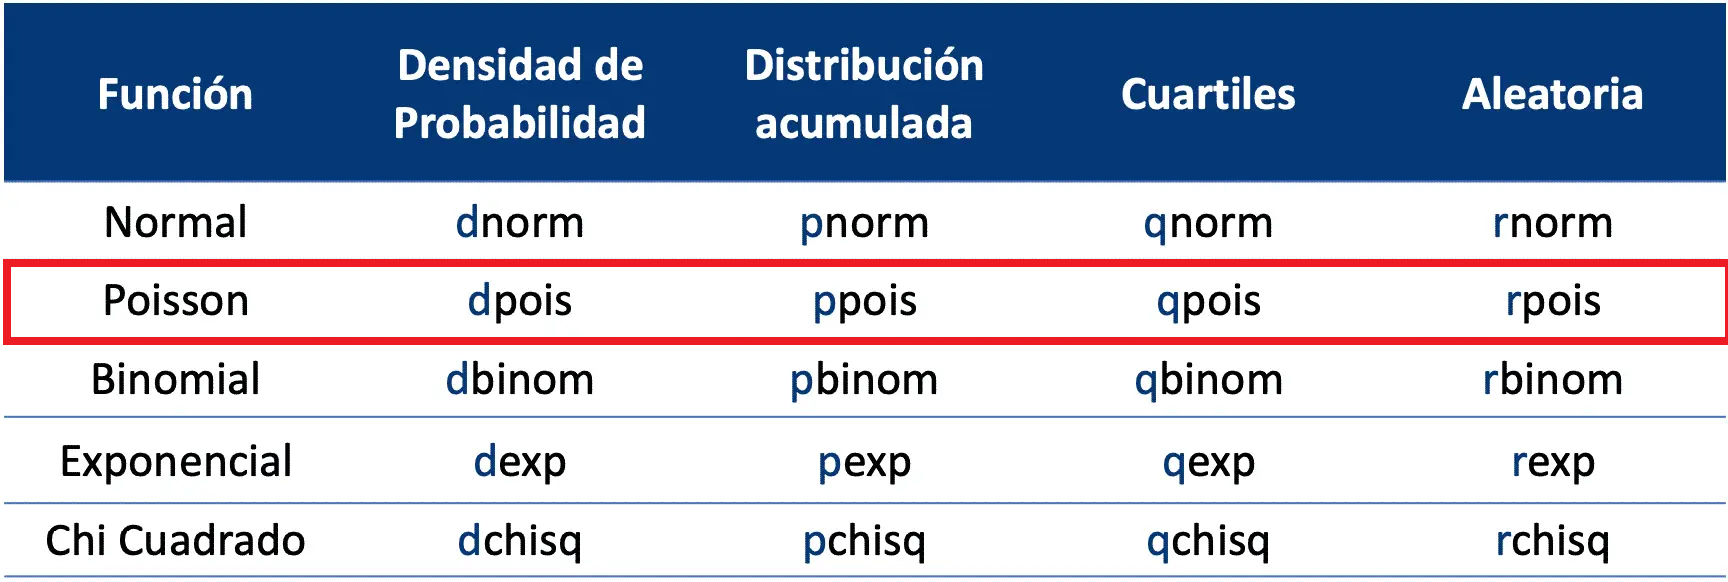 Función Densidad de Probabilidad Distribución acumulada Cuartiles Aleatoria
Normal dnorm pnorm qnorm rnorm
Poisson dpois ppois qpois rpois
Binomial dbinom pbinom qbinom rbinom
Exponencial dexp pexp qexp rexp
Chi Cuadrado dchisq pchisq qchisq rchisq